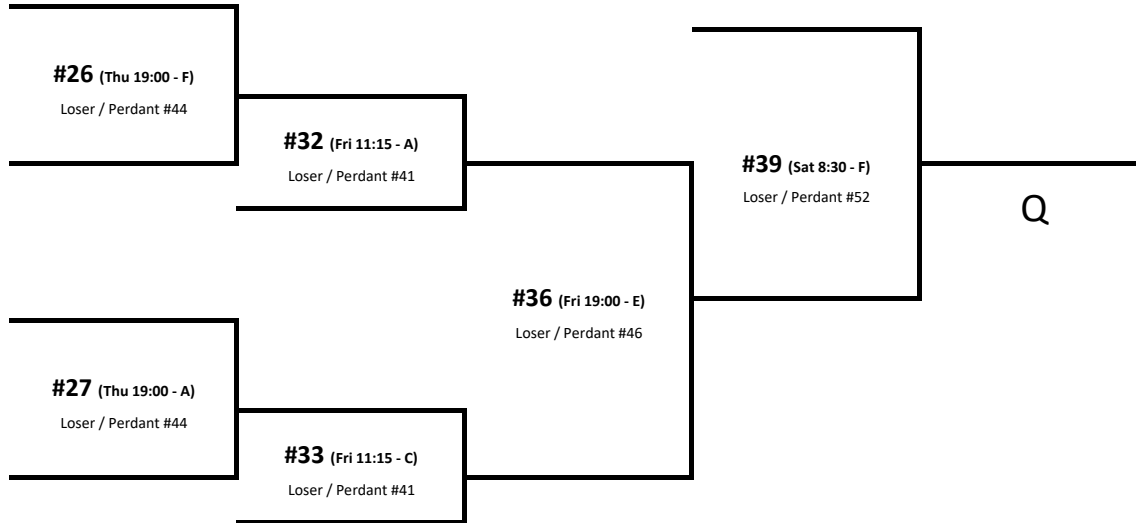 #26 (Thu 19:00 - F)
Loser / Perdant #44
#32 (Fri 11:15 - A)
Loser / Perdant #41
#39 (Sat 8:30 - F)
Loser / Perdant #52
Q
#36 (Fri 19:00 - E)
Loser / Perdant #46
#27 (Thu 19:00 - A)
Loser / Perdant #44
#33 (Fri 11:15 - C)
Loser / Perdant #41